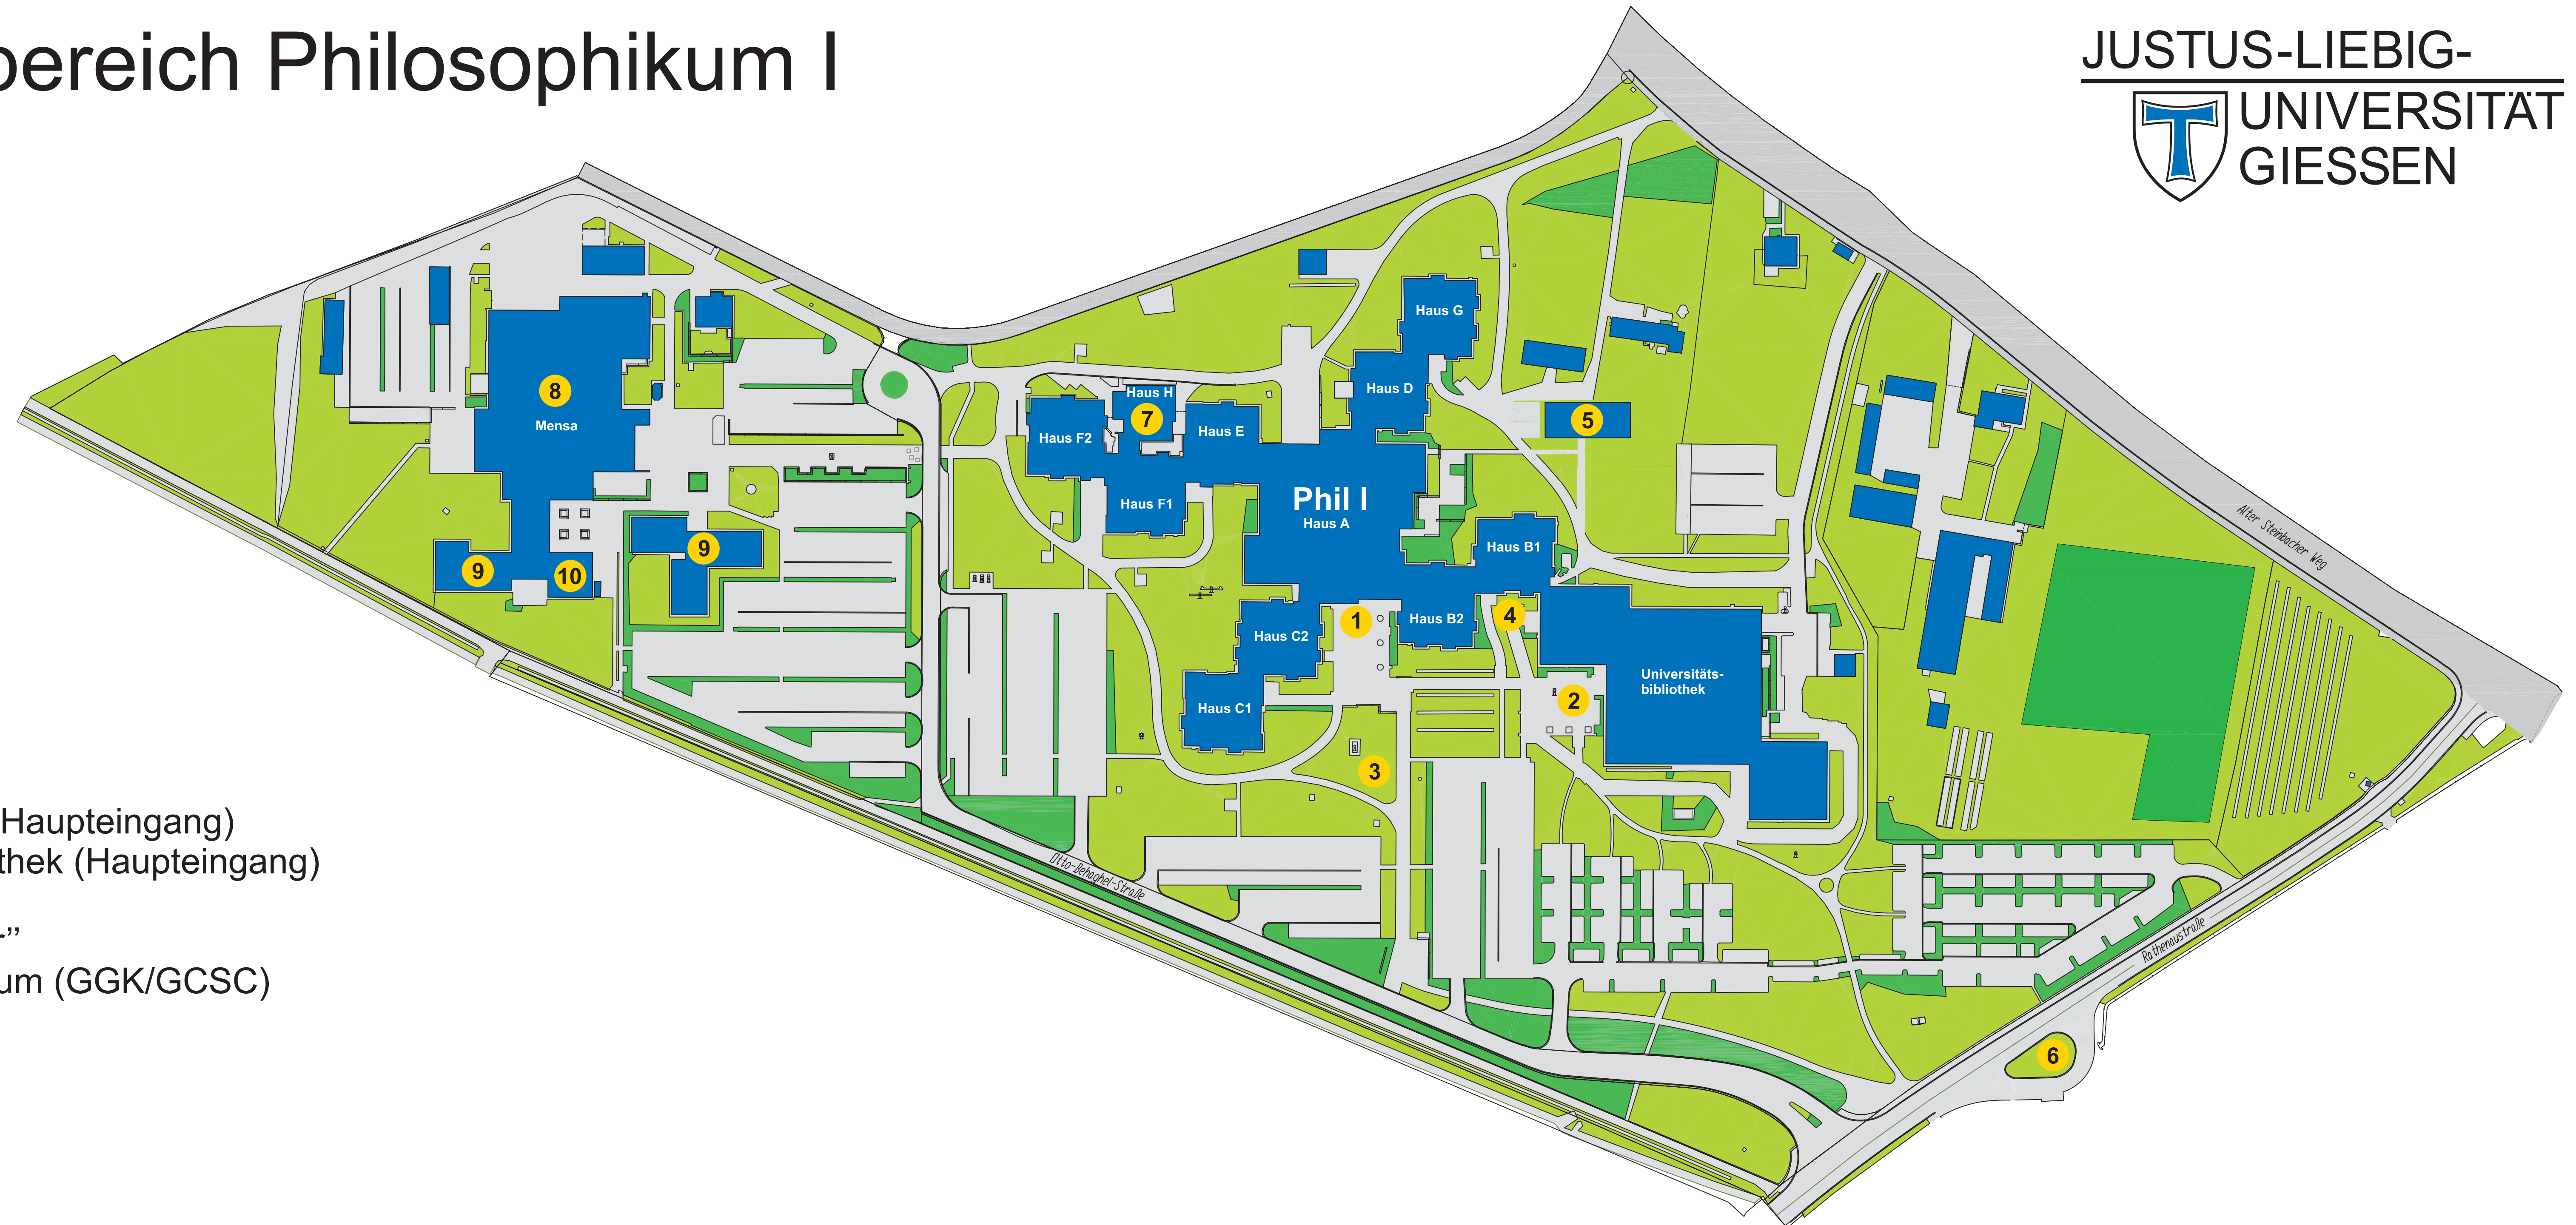 bereich Philosophikum I
JUSTUS-LIEBIG-
UNIVERSITÄT
GIESSEN
Haus G
Haus D
Haus H
7
Haus F2
Haus E
Haus F1
Phil I
Haus A
5
8
Mensa
9
9
10
Haus B1
Haus B2
Haus C2
Haus C1
1
4
2
3
Universitäts-
bibliothek
Alter Steinbacher Weg
(Haupteingang)
thek (Haupteingang)
r”
um (GGK/GCSC)
Otto-Behaghel-Straße
Rathenaustraße
6